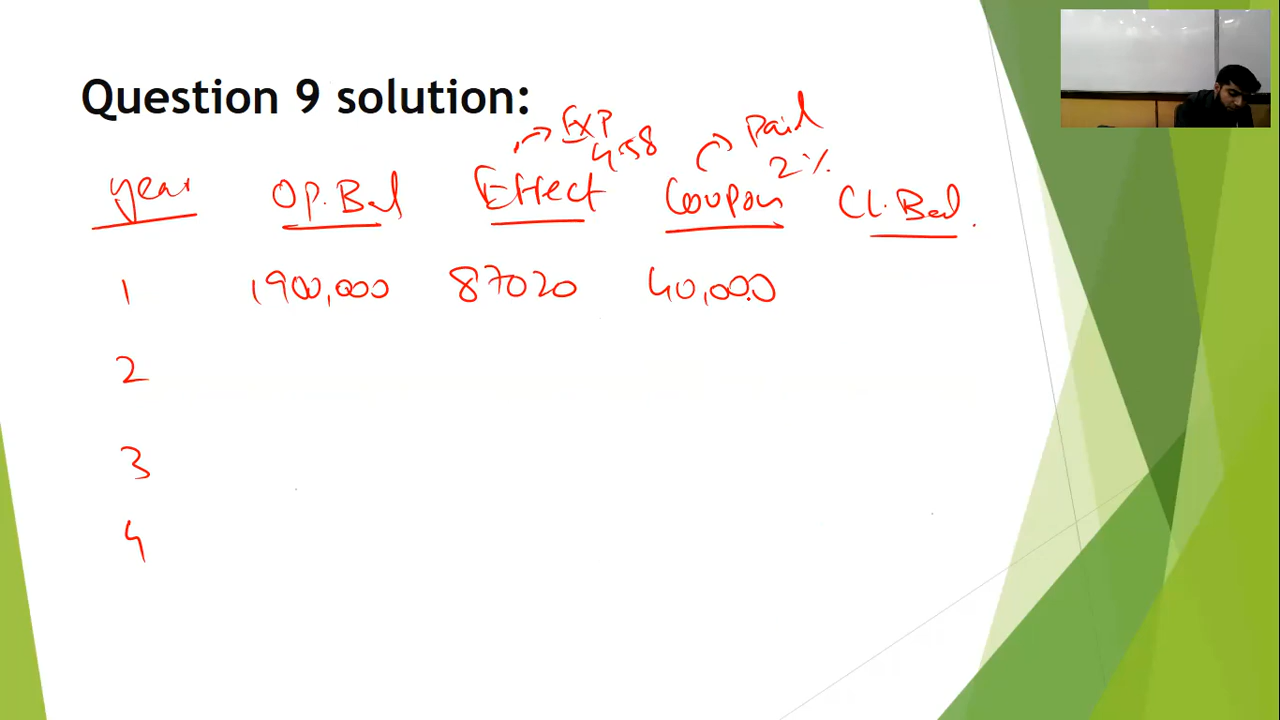 Question 9 solution:
Exp
4.58
Paid
2%
year Op.Bal Effect Coupon Cl.Bal.
1 1900,000 87020 40,000
2
3
4